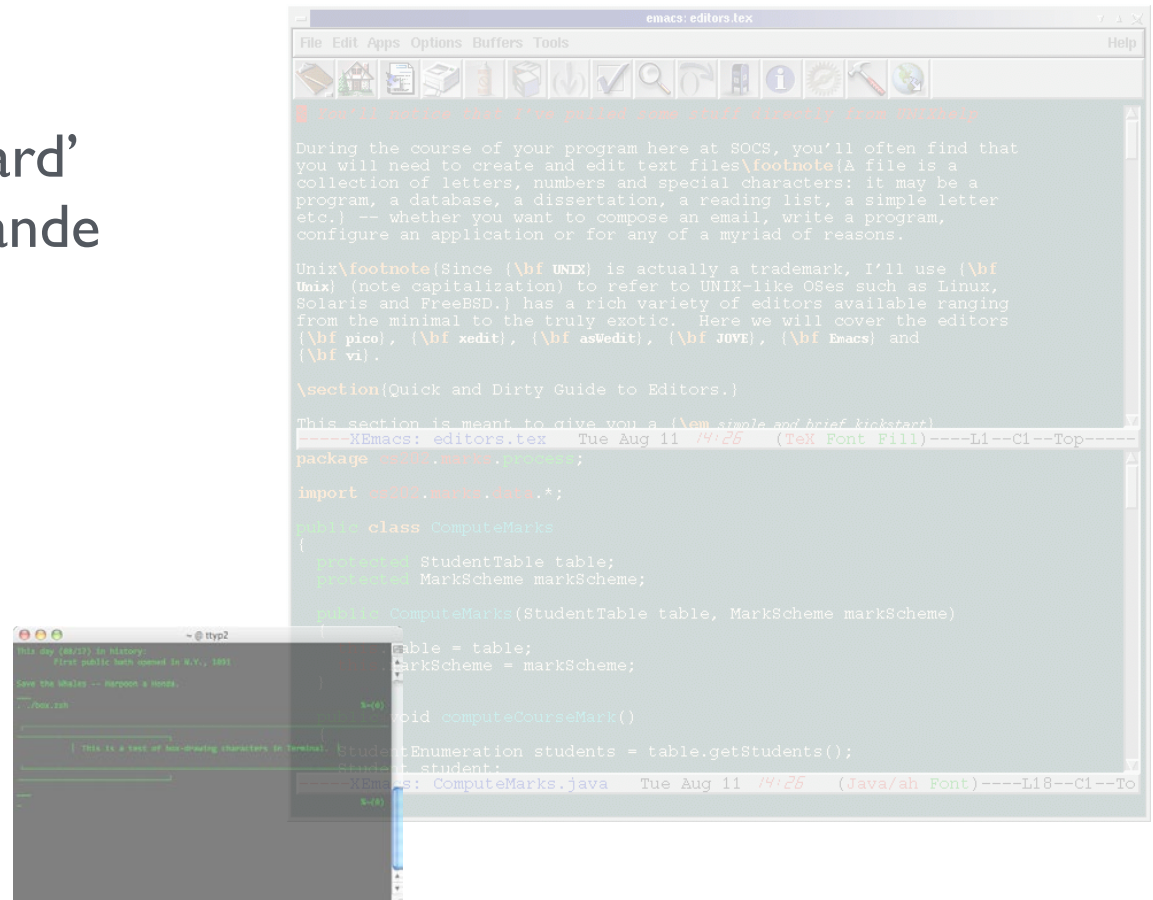 ard’
ande
emacs: editors.tex
File Edit Apps Options Buffers Tools Help
During the course of your program here at SOCS, you'll often find that
you will need to create and edit text files\footnote{A file is a
collection of letters, numbers and special characters: it may be a
program, a database, a dissertation, a reading list, a simple letter
etc.} -- whether you want to compose an email, write a program,
configure an application or for any of a myriad of reasons.
Unix\footnote{Since {\bf UNIX} is actually a trademark, I'll use {\bf
Unix} (note capitalization) to refer to UNIX-like OSes such as Linux,
Solaris and FreeBSD.} has a rich variety of editors available ranging
from the minimal to the truly exotic.  Here we will cover the editors
{\bf pico}, {\bf xedit}, {\bf asWedit}, {\bf JOVE}, {\bf Emacs} and
{\bf vi}.
\section{Quick and Dirty Guide to Editors.}
This section is meant to give you a {\em simple and brief kickstart}
-----XEmacs: editors.tex   Tue Aug 11 14:26   (TeX Font Fill)----L1--C1--Top-----
package .process;
import .*;
public class ComputeMarks
{
protected StudentTable table;
protected MarkScheme markScheme;
public ComputeMarks(StudentTable table, MarkScheme markScheme)
{
table = table;
markScheme = markScheme;
void computeCourseMark()
StudentEnumeration students = table.getStudents();
Student student;
-----XEmacs: ComputeMarks.java   Tue Aug 11 14:26   (Java/ah Font)----L18--C1--To
~ @ ttyp2
This day (08/17) in history:
First public bath opened in N.Y., 1891
Save the Whales -- Harpoon a Honda.
./box.zsh %~(0)
This is a test of box-drawing characters in Terminal.
%~(0)